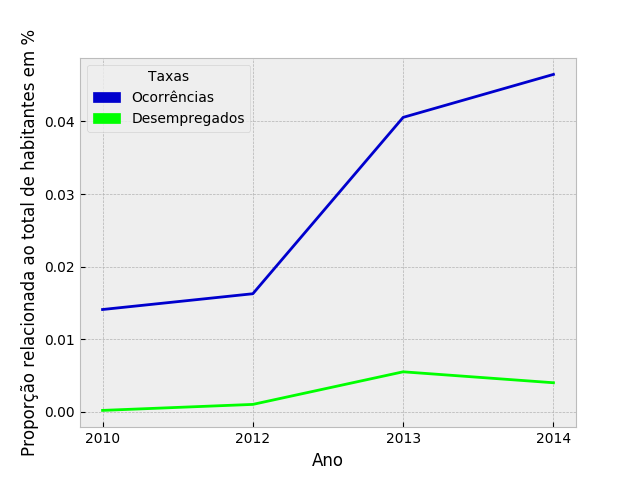 Proporção relacionada ao total de habitantes em %
Taxas
Ocorrências
Desempregados
0.04
0.03
0.02
0.01
0.00
2010
2012
2013
2014
Ano